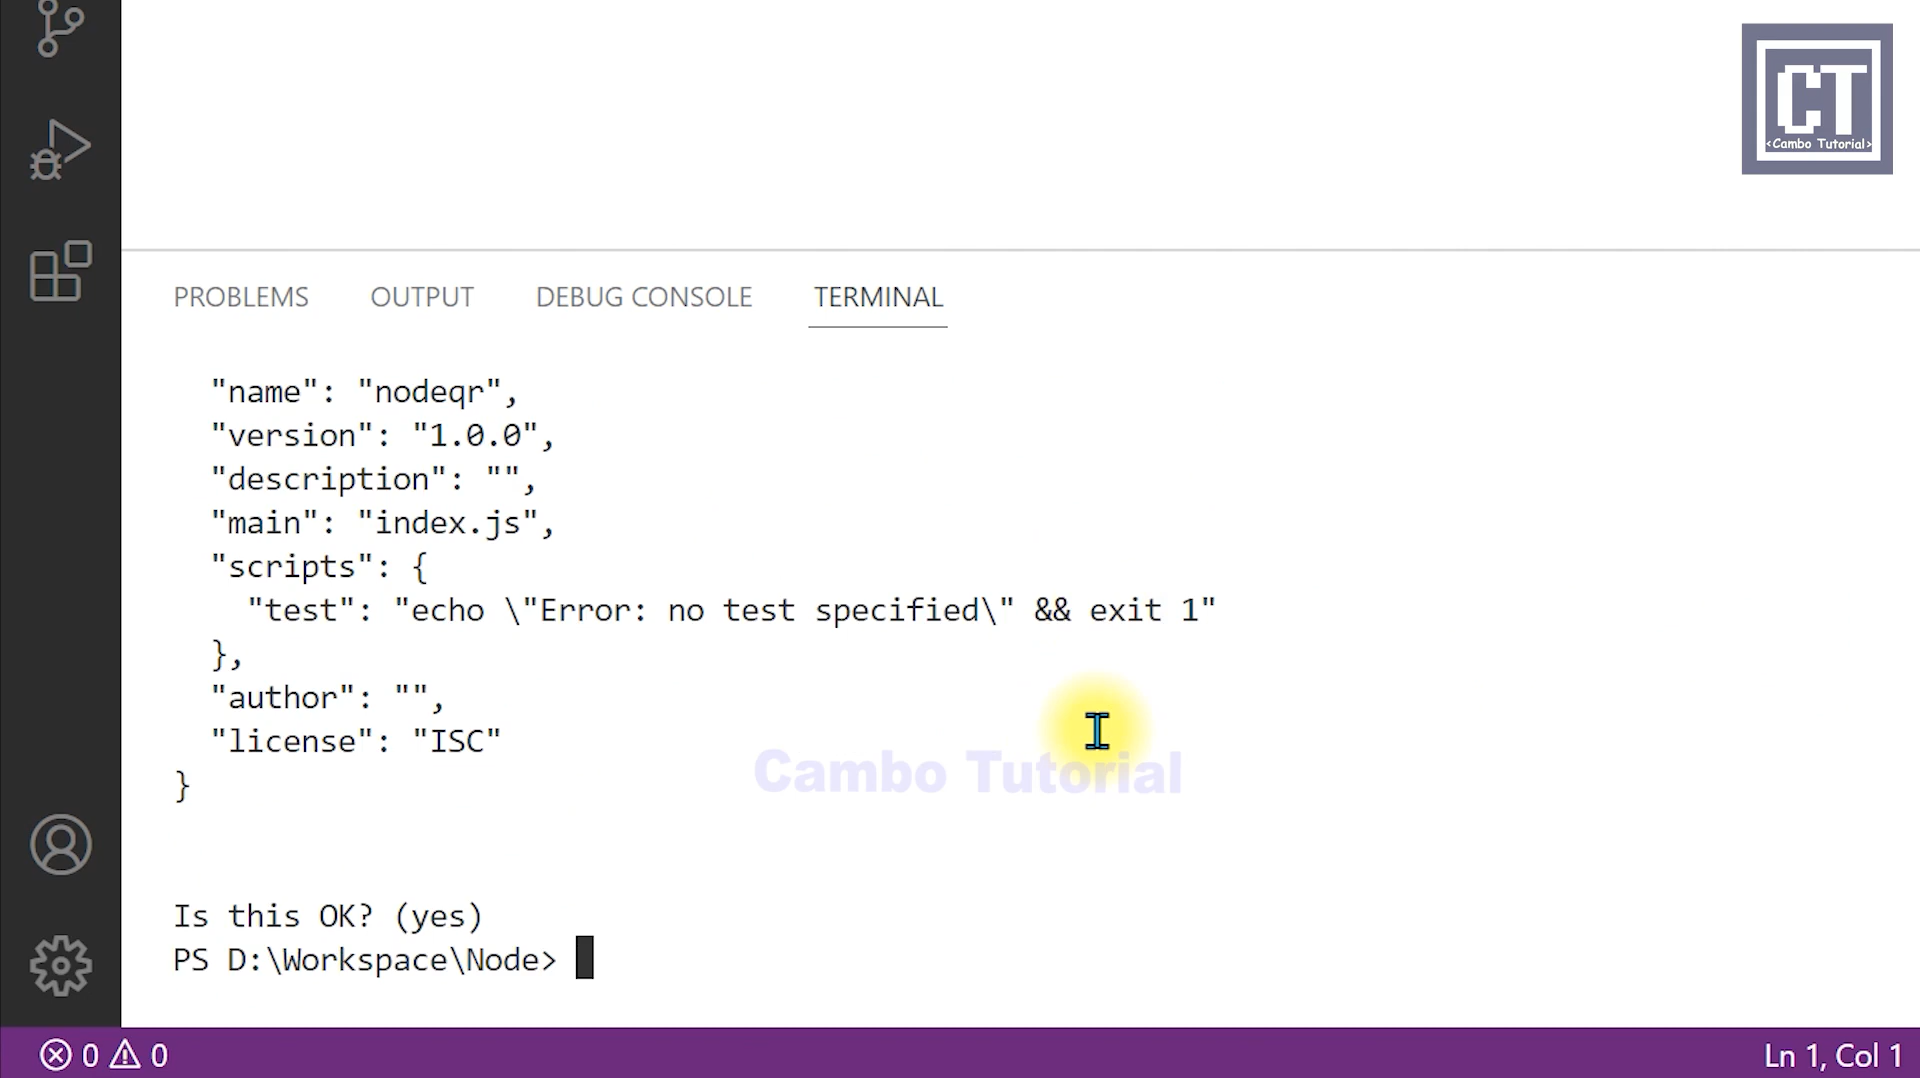 CT
<Cambo Tutorial>
PROBLEMS OUTPUT DEBUG CONSOLE TERMINAL
"name": "nodeqr",
"version": "1.0.0",
"description": "",
"main": "index.js",
"scripts": {
"test": "echo \"Error: no test specified\" && exit 1"
},
"author": "",
"license": "ISC"
}
Cambo Tutorial
Is this OK? (yes)
PS D:\Workspace\Node>
0 0 Ln 1, Col 1